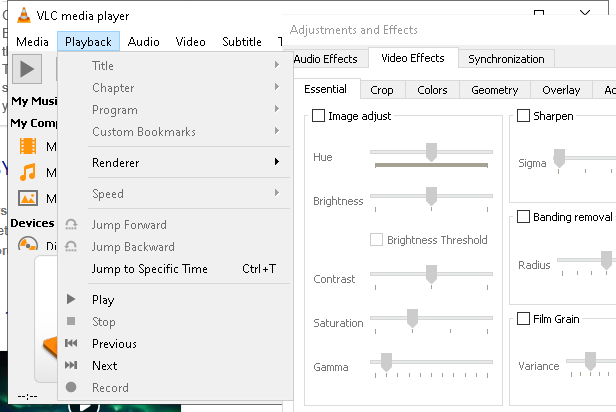 VLC media player
Media Playback Audio Video Subtitle
Title
Chapter
Program
Custom Bookmarks
Renderer
Speed
Jump Forward
Jump Backward
Jump to Specific Time Ctrl+T
Play
Stop
Previous
Next
Record
My Mus
My Comp
Devices
Di
--:--
Adjustments and Effects
Audio Effects Video Effects Synchronization
Essential Crop Colors Geometry Overlay
Image adjust
Hue
Brightness
Brightness Threshold
Contrast
Saturation
Gamma
Sharpen
Sigma
Banding removal
Radius
Film Grain
Variance